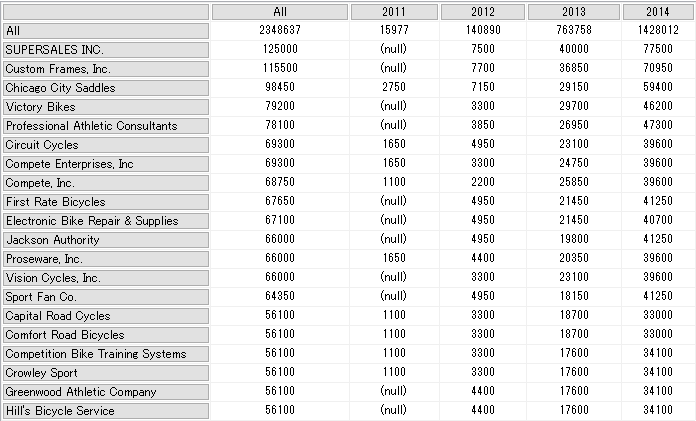 All 2011 2012 2013 2014
All 2348637 15977 140890 763758 1428012
SUPERSALES INC. 125000 (null) 7500 40000 77500
Custom Frames, Inc. 115500 (null) 7700 36850 70950
Chicago City Saddles 98450 2750 7150 29150 59400
Victory Bikes 79200 (null) 3300 29700 46200
Professional Athletic Consultants 78100 (null) 3850 26950 47300
Circuit Cycles 69300 1650 4950 23100 39600
Compete Enterprises, Inc 69300 1650 3300 24750 39600
Compete, Inc. 68750 1100 2200 25850 39600
First Rate Bicycles 67650 (null) 4950 21450 41250
Electronic Bike Repair & Supplies 67100 (null) 4950 21450 40700
Jackson Authority 66000 (null) 4950 19800 41250
Proseware, Inc. 66000 1650 4400 20350 39600
Vision Cycles, Inc. 66000 (null) 3300 23100 39600
Sport Fan Co. 64350 (null) 4950 18150 41250
Capital Road Cycles 56100 1100 3300 18700 33000
Comfort Road Bicycles 56100 1100 3300 18700 33000
Competition Bike Training Systems 56100 1100 3300 17600 34100
Crowley Sport 56100 1100 3300 17600 34100
Greenwood Athletic Company 56100 (null) 4400 17600 34100
Hill's Bicycle Service 56100 (null) 4400 17600 34100